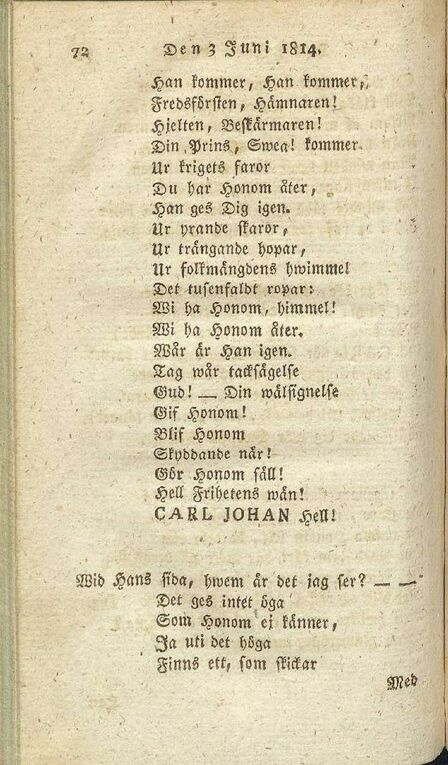 72 Den 3 Juni 1814.
Han kommer, Han kommer,
Fredsförsten, Hämnaren!
Hjelten, Beskärmaren!
Din Prins, Swea! kommer.
Ur krigets faror
Du har Honom åter,
Han ges Dig igen.
Ur yrande skaror,
Ur trängande hopar,
Ur folkmängdens hwimmel
Det tusenfaldt ropar:
Wi ha Honom, himmel!
Wi ha Honom åter.
Wår är Han igen.
Tag wår tacksägelse
Gud! — Din wälsignelse
Gif Honom!
Blif Honom
Skyddande när!
Gör Honom säll!
Hell Frihetens wän!
CARL JOHAN Hell!
Wid Hans sida, hwem är det jag ser? — —
Det ges intet öga
Som Honom ej känner,
Ja uti det höga
Finns ett, som skickar
Med